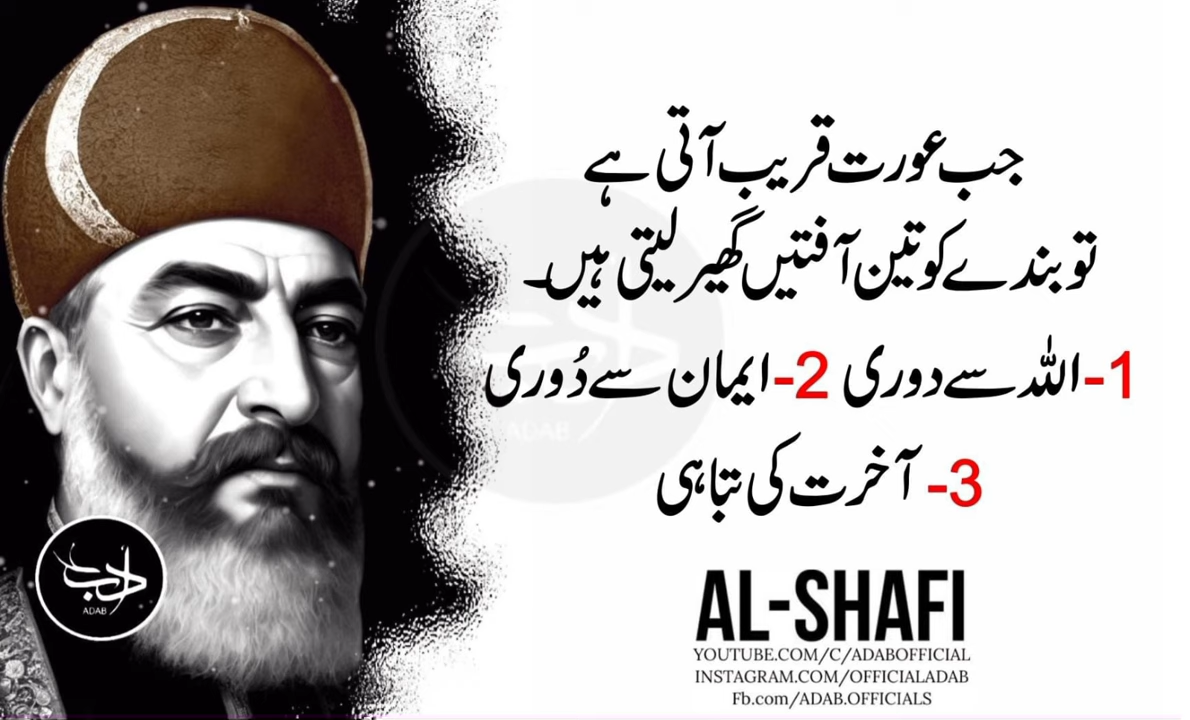 جب عورت قریب آتی ہے
تو بندے کو تین آفتیں گھیر لیتی ہیں۔
1- اللہ سے دوری 2- ایمان سے دُوری
3- آخرت کی تباہی
AL-SHAFI
YOUTUBE.COM/C/ADABOFFICIAL
INSTAGRAM.COM/OFFICIALADAB
Fb.com/ADAB.OFFICIALS
ادب
ADAB
ادب
ADAB